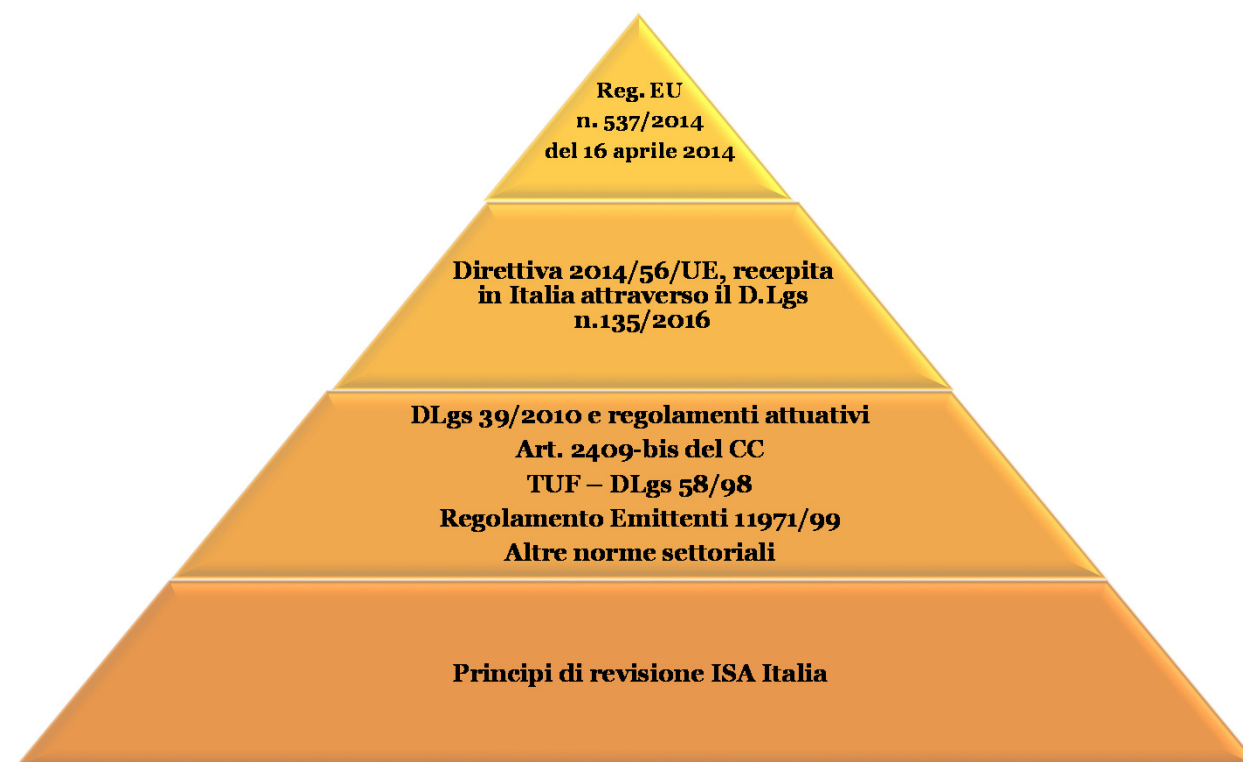 Reg. EU
n. 537/2014
del 16 aprile 2014
Direttiva 2014/56/UE, recepita
in Italia attraverso il D.Lgs
n.135/2016
DLgs 39/2010 e regolamenti attuativi
Art. 2409-bis del CC
TUF – DLgs 58/98
Regolamento Emittenti 11971/99
Altre norme settoriali
Principi di revisione ISA Italia